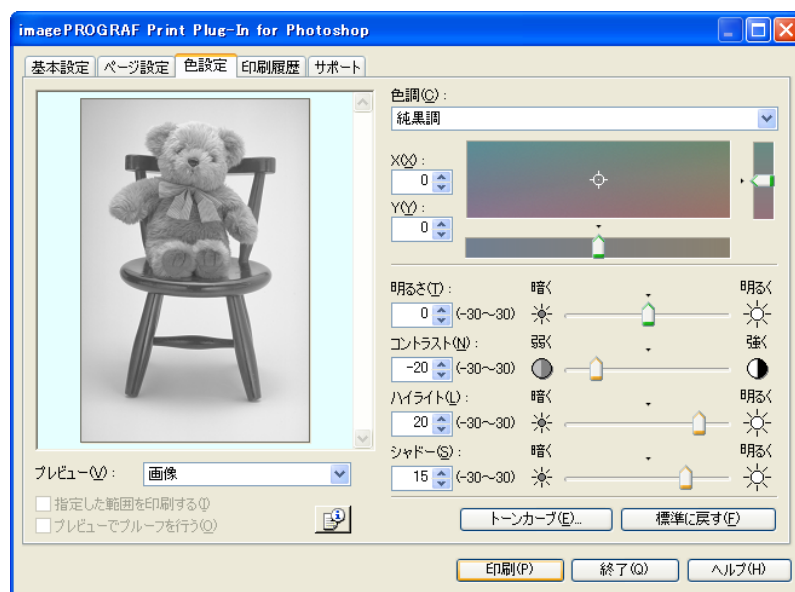 imagePROGRAF Print Plug-In for Photoshop
基本設定 ページ設定 色設定 印刷履歴 サポート
色調(C) :
純黒調
X(X) :
0
Y(Y) :
0
明るさ(T) : 暗く 明るく
0 (-30～30)
コントラスト(N) : 弱く 強く
-20 (-30～30)
ハイライト(L) : 暗く 明るく
20 (-30～30)
シャドー(S) : 暗く 明るく
15 (-30～30)
プレビュー(V) : 画像
指定した範囲を印刷する(I)
プレビューでプルーフを行う(O)
トーンカーブ(E)... 標準に戻す(F)
印刷(P) 終了(Q) ヘルプ(H)